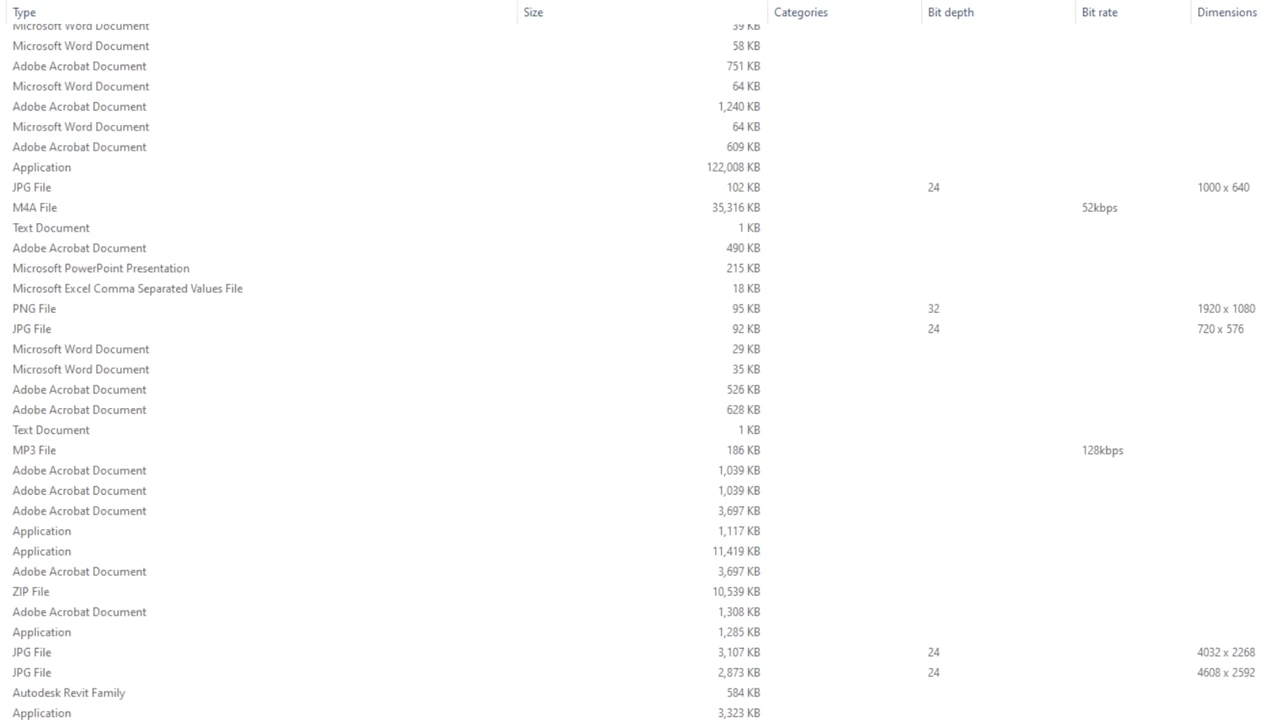 Type Size Categories Bit depth Bit rate Dimensions
Microsoft Word Document 39 KB
Microsoft Word Document 58 KB
Adobe Acrobat Document 751 KB
Microsoft Word Document 64 KB
Adobe Acrobat Document 1,240 KB
Microsoft Word Document 64 KB
Adobe Acrobat Document 609 KB
Application 122,008 KB
JPG File 102 KB 24 1000 x 640
M4A File 35,316 KB 52kbps
Text Document 1 KB
Adobe Acrobat Document 490 KB
Microsoft PowerPoint Presentation 215 KB
Microsoft Excel Comma Separated Values File 18 KB
PNG File 95 KB 32 1920 x 1080
JPG File 92 KB 24 720 x 576
Microsoft Word Document 29 KB
Microsoft Word Document 35 KB
Adobe Acrobat Document 526 KB
Adobe Acrobat Document 628 KB
Text Document 1 KB
MP3 File 186 KB 128kbps
Adobe Acrobat Document 1,039 KB
Adobe Acrobat Document 1,039 KB
Adobe Acrobat Document 3,697 KB
Application 1,117 KB
Application 11,419 KB
Adobe Acrobat Document 3,697 KB
ZIP File 10,539 KB
Adobe Acrobat Document 1,308 KB
Application 1,285 KB
JPG File 3,107 KB 24 4032 x 2268
JPG File 2,873 KB 24 4608 x 2592
Autodesk Revit Family 584 KB
Application 3,323 KB